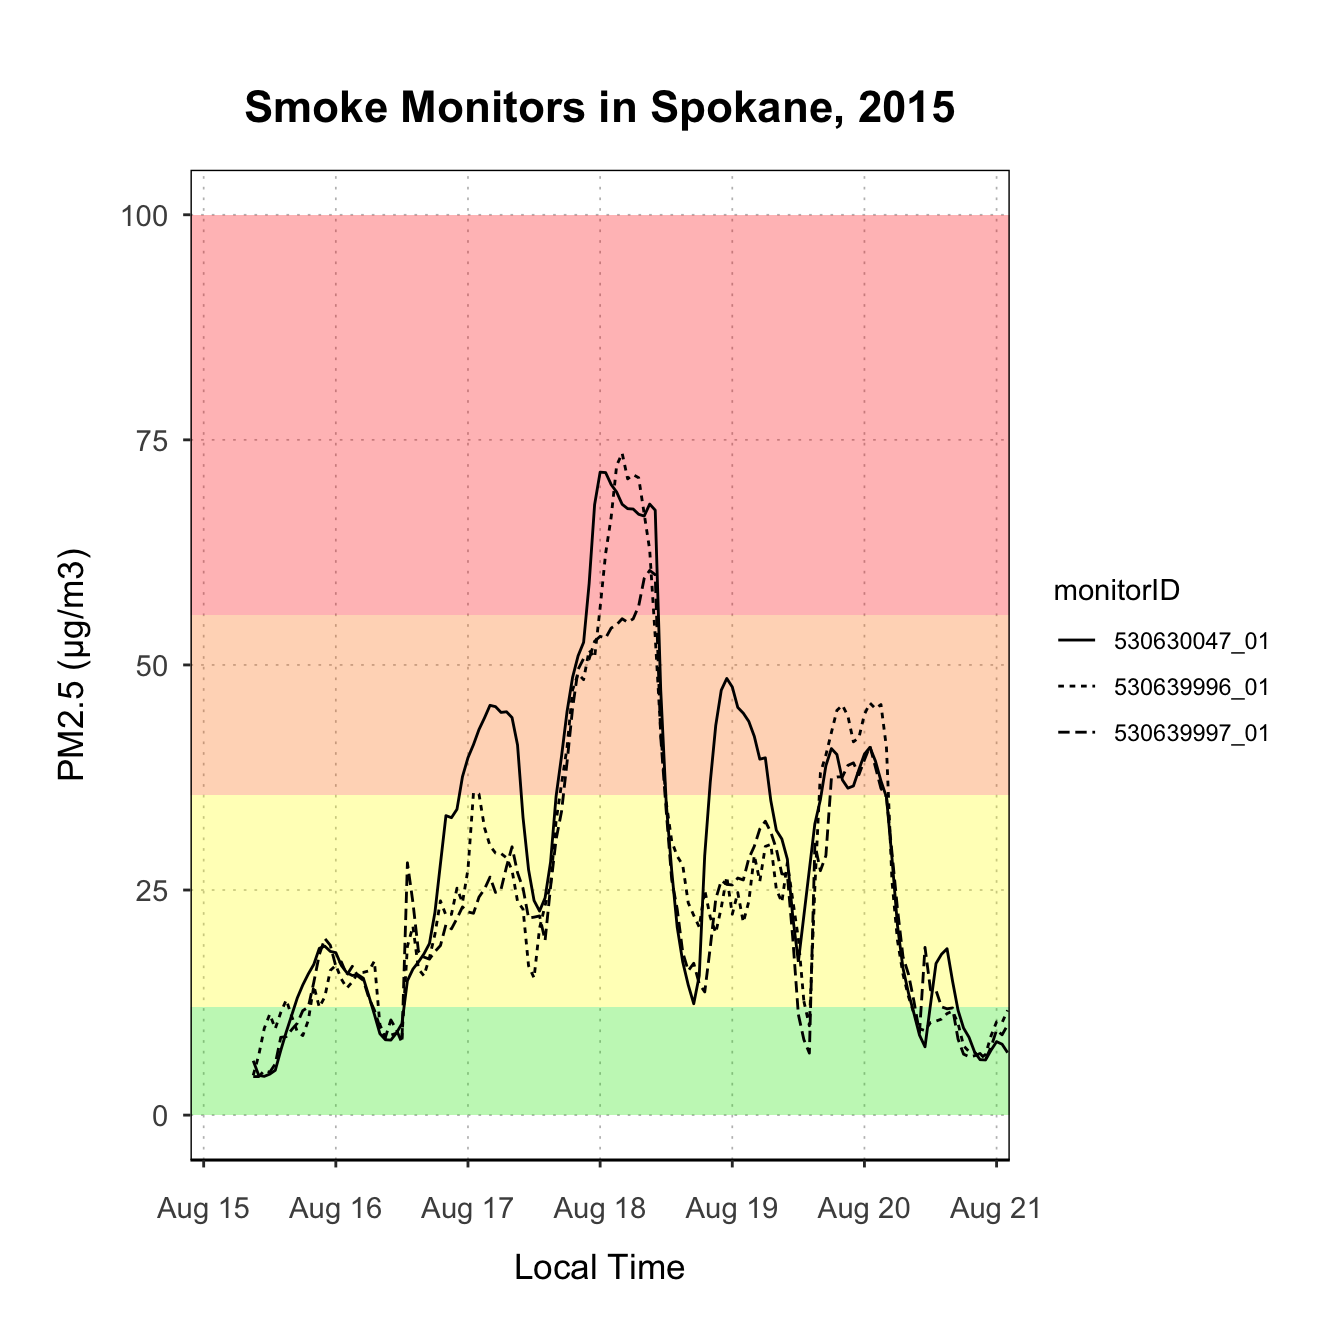 Smoke Monitors in Spokane, 2015
100
75
50
25
0
PM2.5 (µg/m3)
Aug 15 Aug 16 Aug 17 Aug 18 Aug 19 Aug 20 Aug 21
Local Time
monitorID
530630047_01
530639996_01
530639997_01